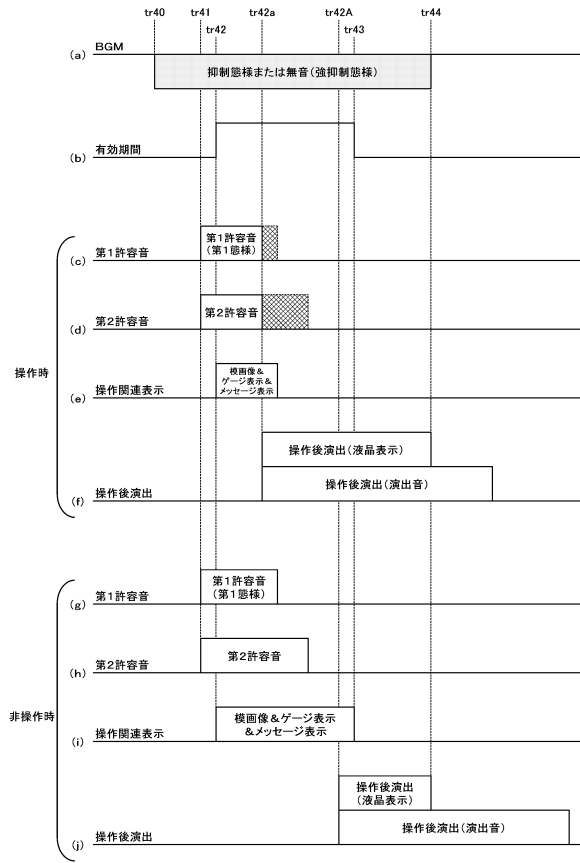 tr40 tr41 tr42a tr42A tr44
tr42 tr43
(a) BGM
抑制態様または無音(強抑制態様)
(b) 有効期間
操作時
(c) 第1許容音
第1許容音
(第1態様)
(d) 第2許容音
第2許容音
(e) 操作関連表示
模画像&
ゲージ表示&
メッセージ表示
(f) 操作後演出
操作後演出(液晶表示)
操作後演出(演出音)
非操作時
(g) 第1許容音
第1許容音
(第1態様)
(h) 第2許容音
第2許容音
(i) 操作関連表示
模画像&ゲージ表示
&メッセージ表示
(j) 操作後演出
操作後演出
(液晶表示)
操作後演出(演出音)